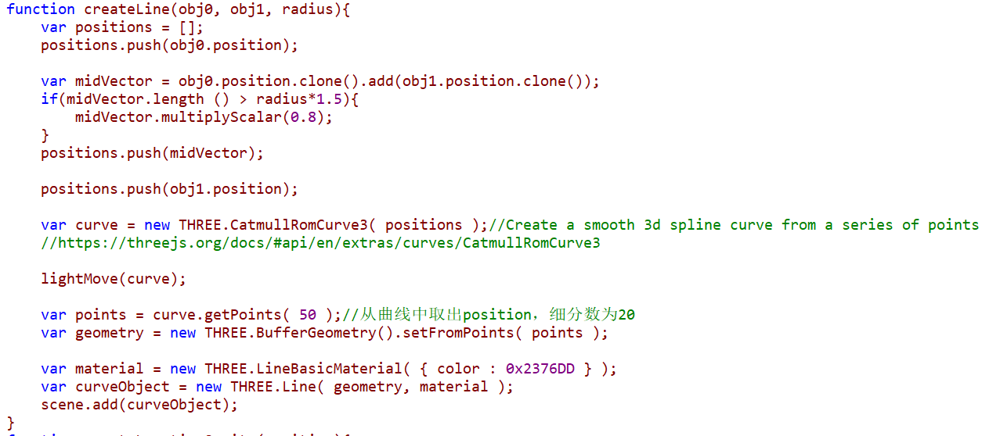 function createLine(obj0, obj1, radius){
    var positions = [];
    positions.push(obj0.position);
    var midVector = obj0.position.clone().add(obj1.position.clone());
    if(midVector.length () > radius*1.5){
        midVector.multiplyScalar(0.8);
    }
    positions.push(midVector);
    positions.push(obj1.position);
    var curve = new THREE.CatmullRomCurve3( positions );//Create a smooth 3d spline curve from a series of points
    //https://threejs.org/docs/#api/en/extras/curves/CatmullRomCurve3
    lightMove(curve);
    var points = curve.getPoints( 50 );//从曲线中取出position，细分数为20
    var geometry = new THREE.BufferGeometry().setFromPoints( points );
    var material = new THREE.LineBasicMaterial( { color : 0x2376DD } );
    var curveObject = new THREE.Line( geometry, material );
    scene.add(curveObject);
}